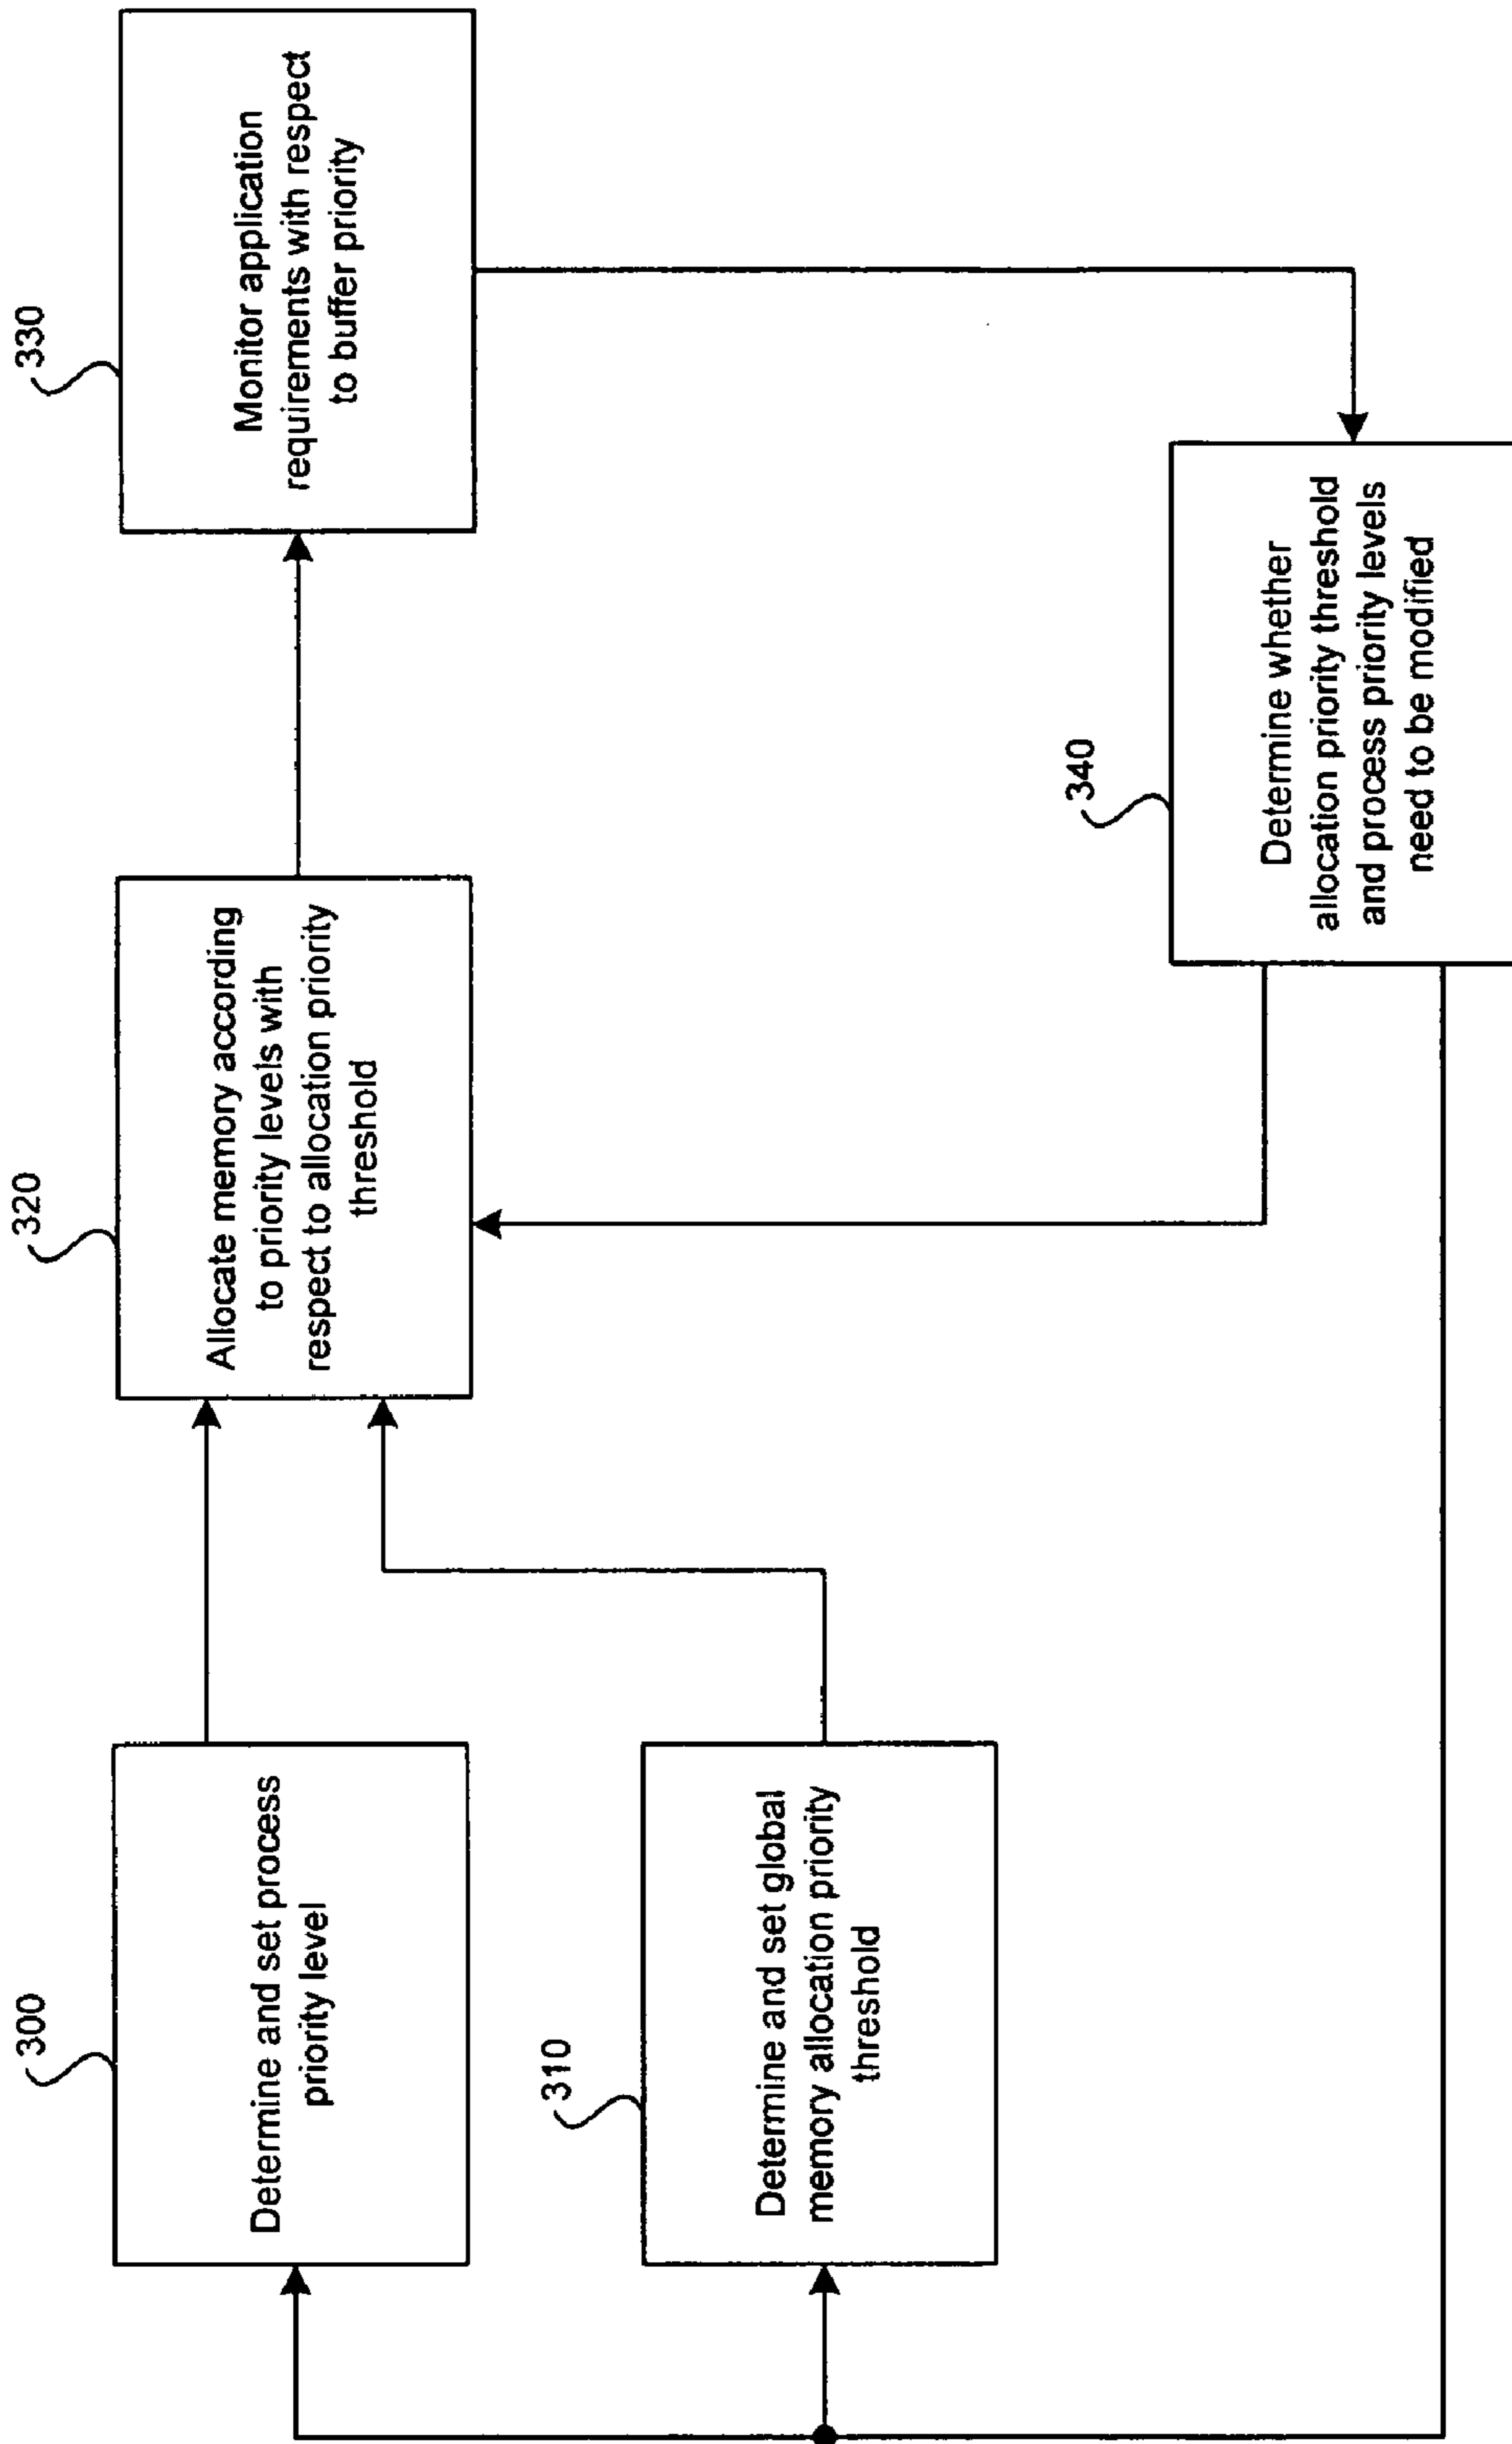 300
Determine and set process
priority level
310
Determine and set global
memory allocation priority
threshold
320
Allocate memory according
to priority levels with
respect to allocation priority
threshold
330
Monitor application
requirements with respect
to buffer priority
340
Determine whether
allocation priority threshold
and process priority levels
need to be modified